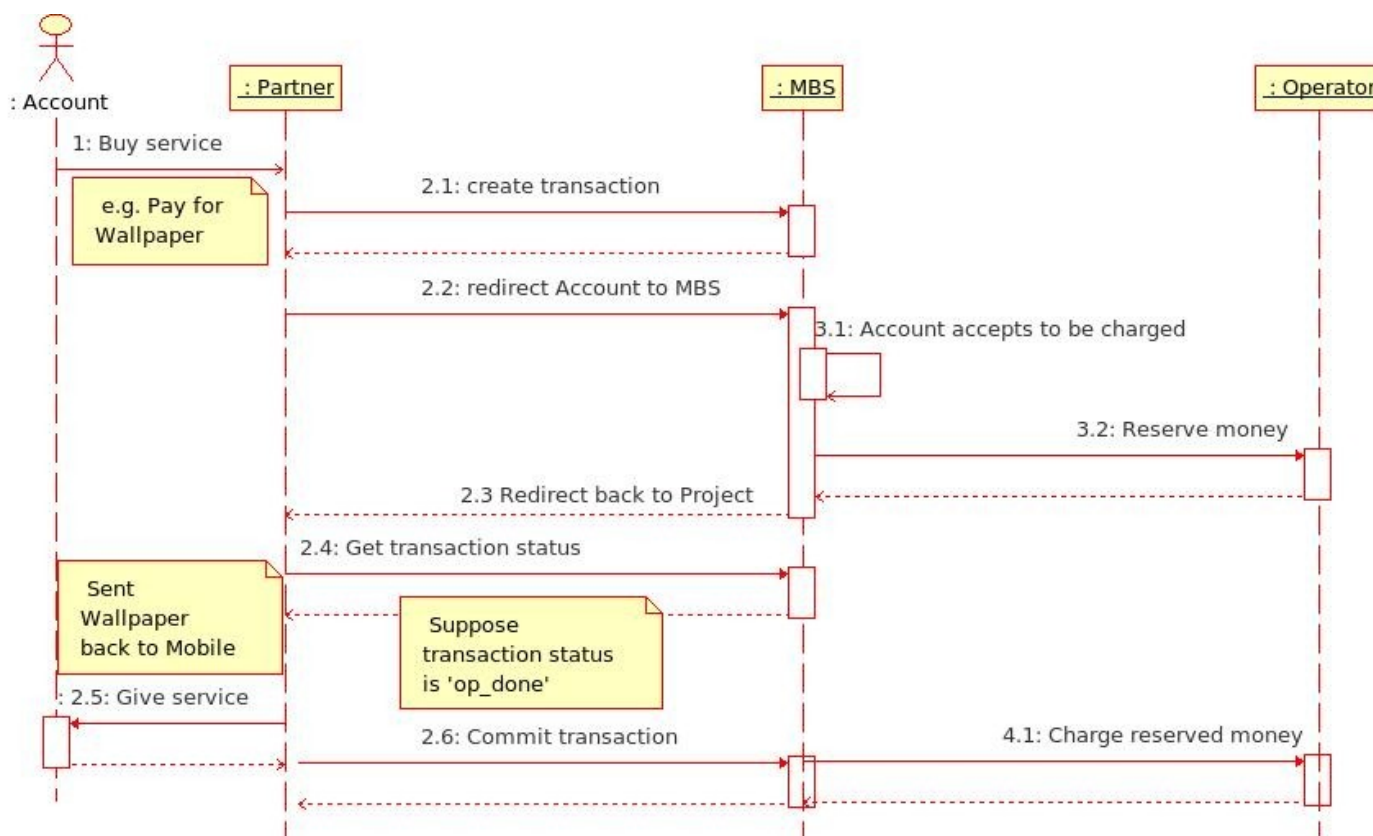 : Account
: Partner
: MBS
: Operator
1: Buy service
e.g. Pay for
Wallpaper
2.1: create transaction
2.2: redirect Account to MBS
3.1: Account accepts to be charged
3.2: Reserve money
2.3 Redirect back to Project
2.4: Get transaction status
Sent
Wallpaper
back to Mobile
Suppose
transaction status
is 'op_done'
: 2.5: Give service
2.6: Commit transaction
4.1: Charge reserved money